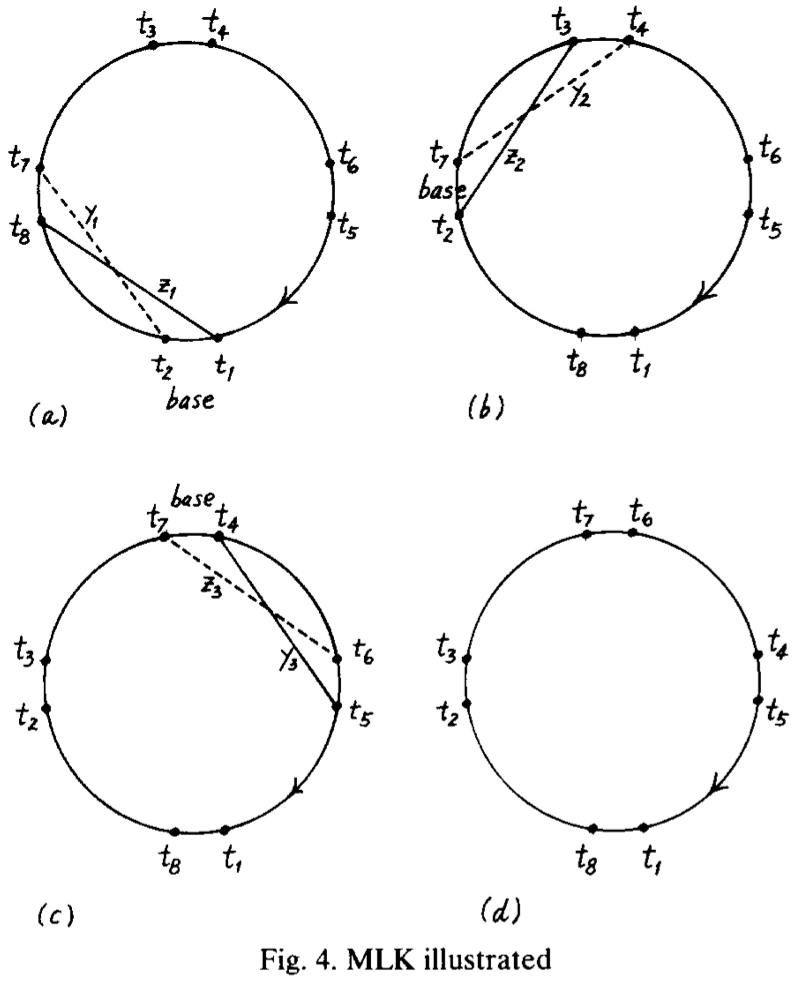 t3 t4
t7 t6
y1
t8 t5
z1
t2 t1
base
(a)
t3 t4
y2
t7 z2 t6
base
t2 t5
t8 t1
(b)
base
t7 t4
z3
t3 y3 t6
t2 t5
t8 t1
(c)
t7 t6
t3 t4
t2 t5
t8 t1
(d)
Fig. 4. MLK illustrated